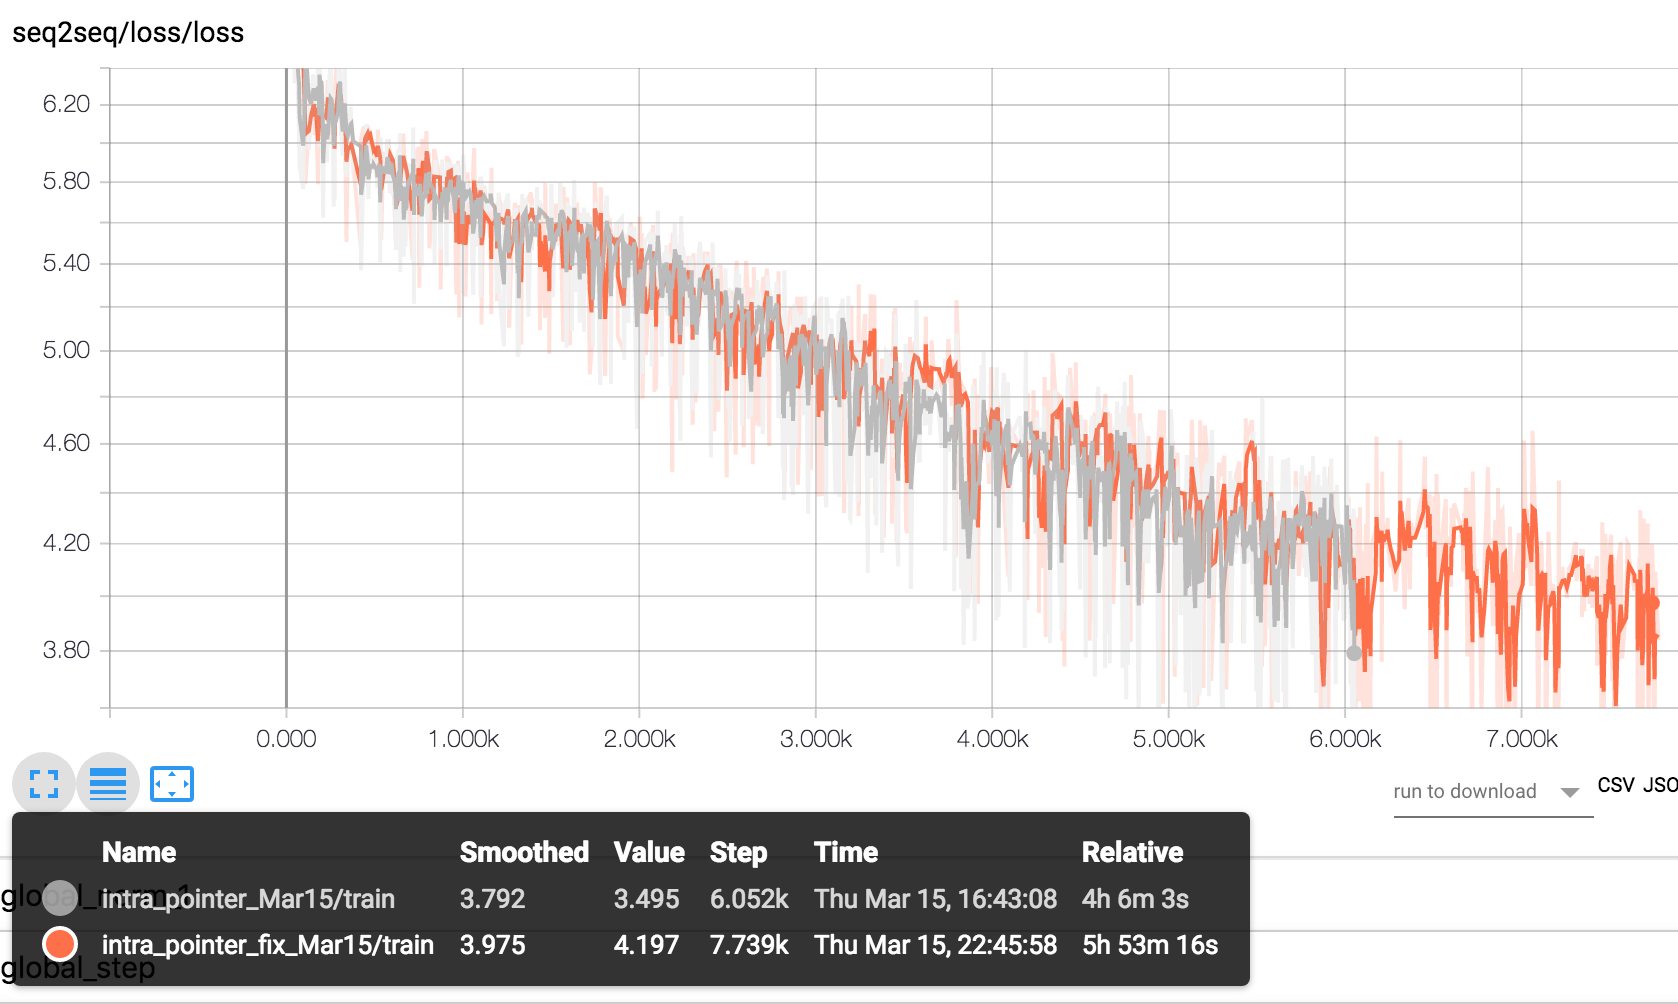 seq2seq/loss/loss
6.20
5.80
5.40
5.00
4.60
4.20
3.80
0.000 1.000k 2.000k 3.000k 4.000k 5.000k 6.000k 7.000k
run to download CSV JSO
Name Smoothed Value Step Time Relative
global_norm_1
intra_pointer_Mar15/train 3.792 3.495 6.052k Thu Mar 15, 16:43:08 4h 6m 3s
intra_pointer_fix_Mar15/train 3.975 4.197 7.739k Thu Mar 15, 22:45:58 5h 53m 16s
global_step